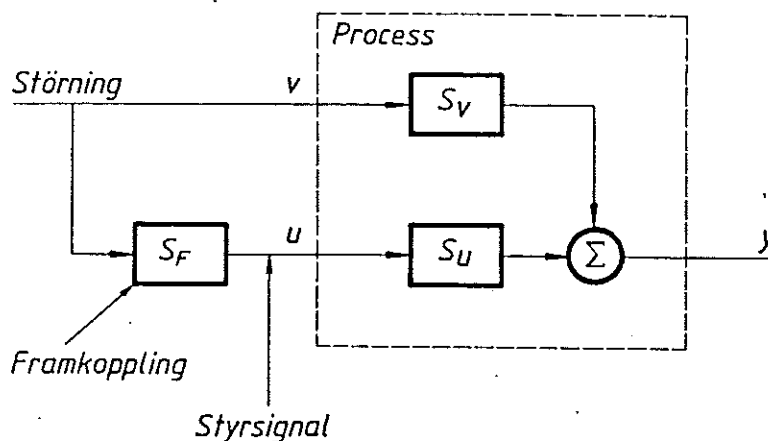 Process
Störning
v
S_V
S_F
u
S_U
Σ
y
Framkoppling
Styrsignal